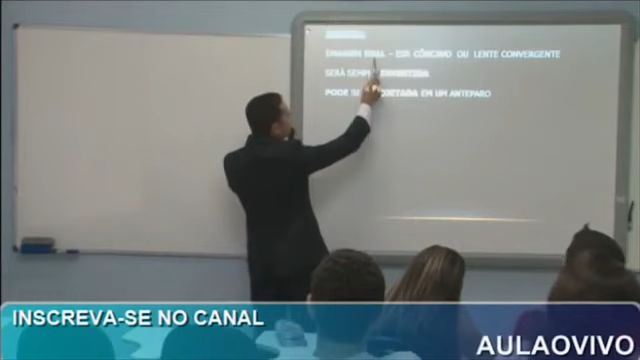 IMAGEM REAL – ESP. CÔNCAVO OU LENTE CONVERGENTE
SERÁ SEMPRE INVERTIDA
PODE SE PROJETADA EM UM ANTEPARO
INSCREVA-SE NO CANAL
AULAOVIVO